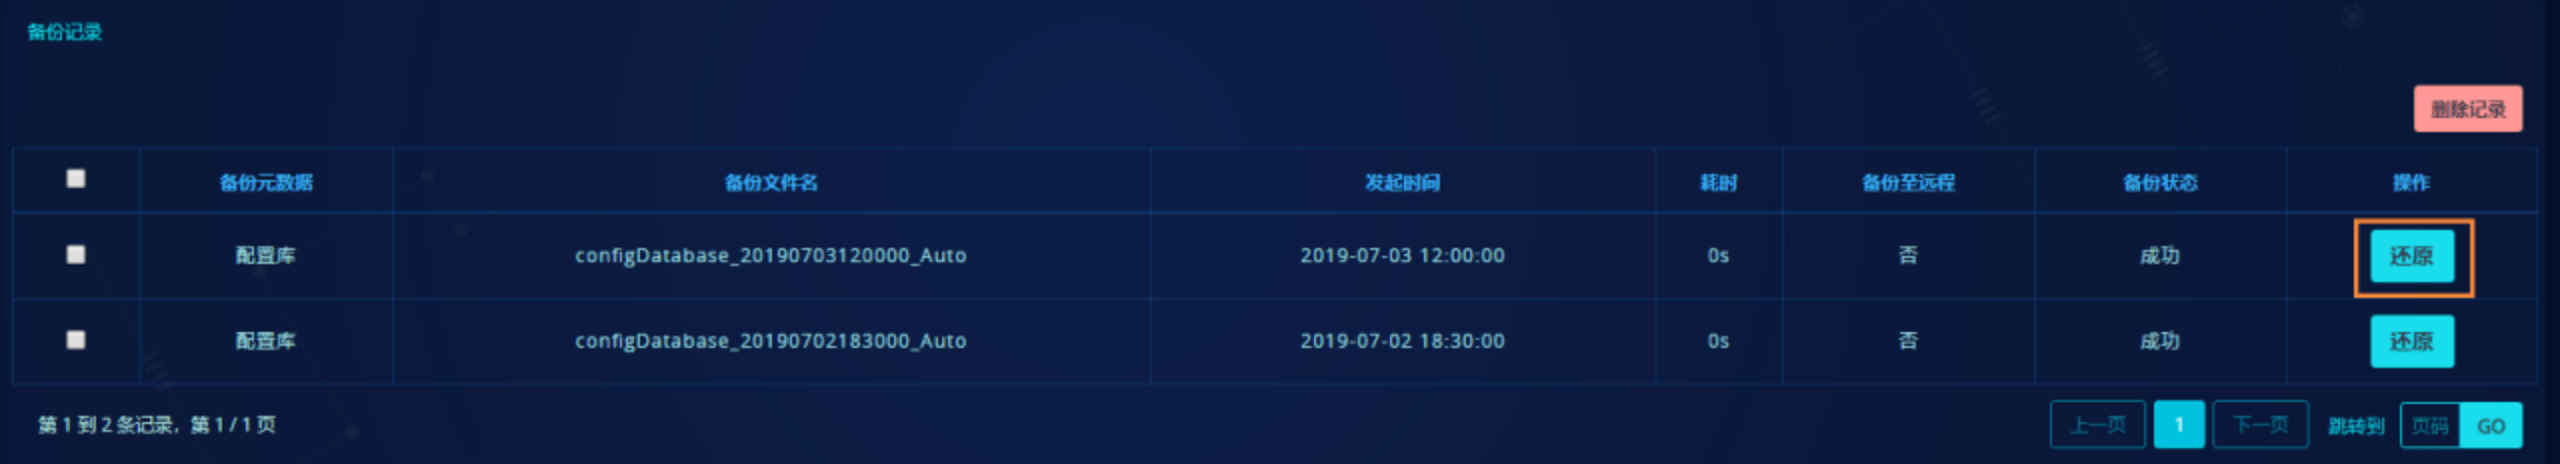 备份记录
删除记录
备份元数据 备份文件名 发起时间 耗时 备份至远程 备份状态 操作
配置库 configDatabase_20190703120000_Auto 2019-07-03 12:00:00 0s 否 成功 还原
配置库 configDatabase_20190702183000_Auto 2019-07-02 18:30:00 0s 否 成功 还原
第 1 到 2 条记录，第 1 / 1 页 上一页 1 下一页 跳转到 页码 GO